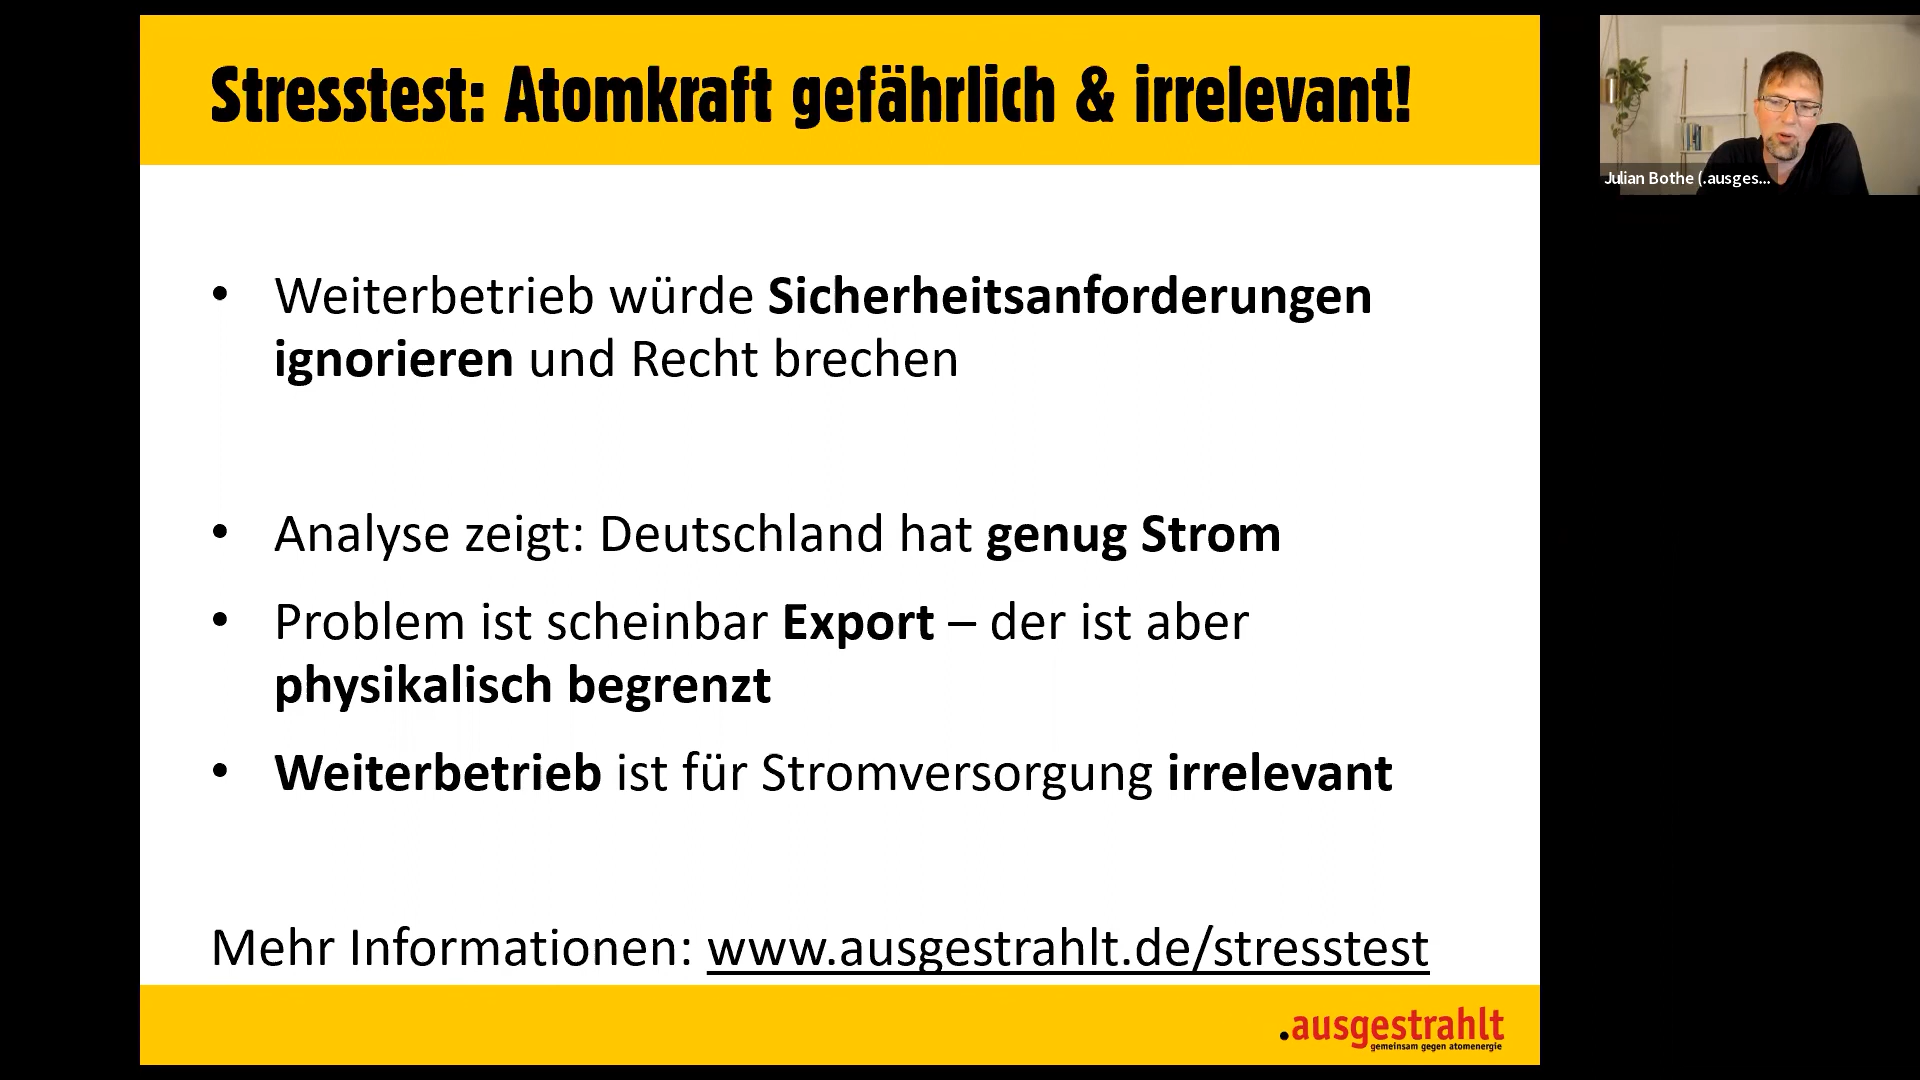 Stresstest: Atomkraft gefährlich & irrelevant!
Julian Bothe (.ausges...
• Weiterbetrieb würde Sicherheitsanforderungen
ignorieren und Recht brechen
• Analyse zeigt: Deutschland hat genug Strom
• Problem ist scheinbar Export – der ist aber
physikalisch begrenzt
• Weiterbetrieb ist für Stromversorgung irrelevant
Mehr Informationen: www.ausgestrahlt.de/stresstest
.ausgestrahlt
gemeinsam gegen atomenergie